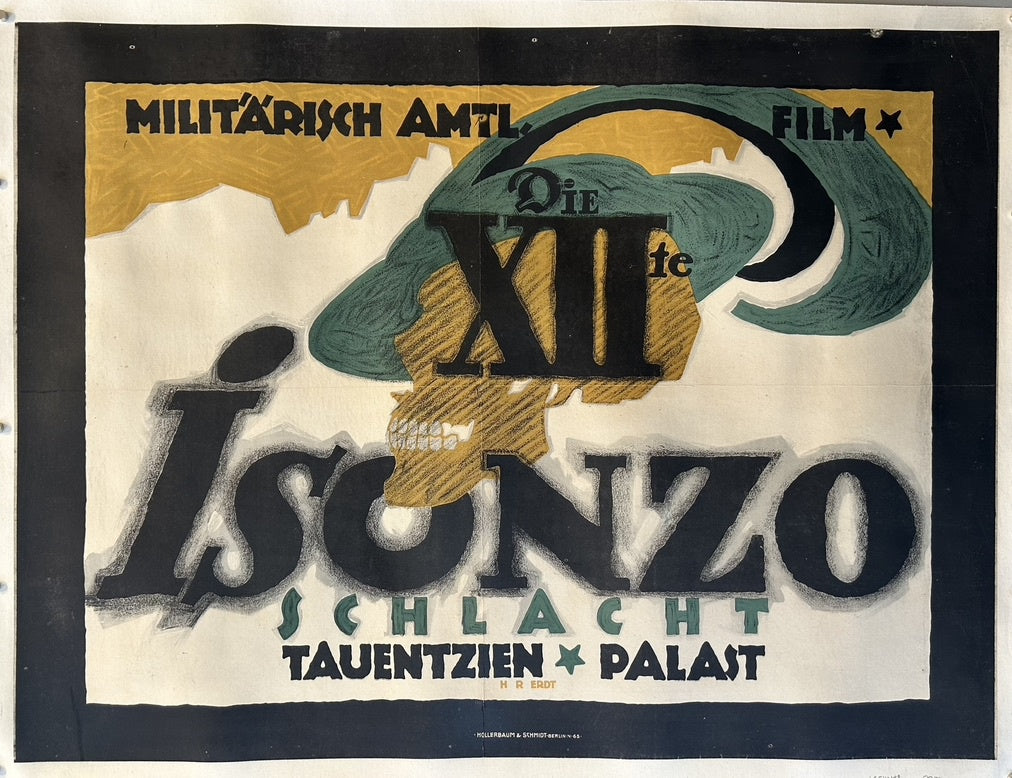 MILITÄRISCH AMTL. FILM ★
Die
XIIte
Isonzo
SCHLACHT
TAUENTZIEN ★ PALAST
H R ERDT
·HOLLERBAUM & SCHMIDT·BERLIN·N·65·